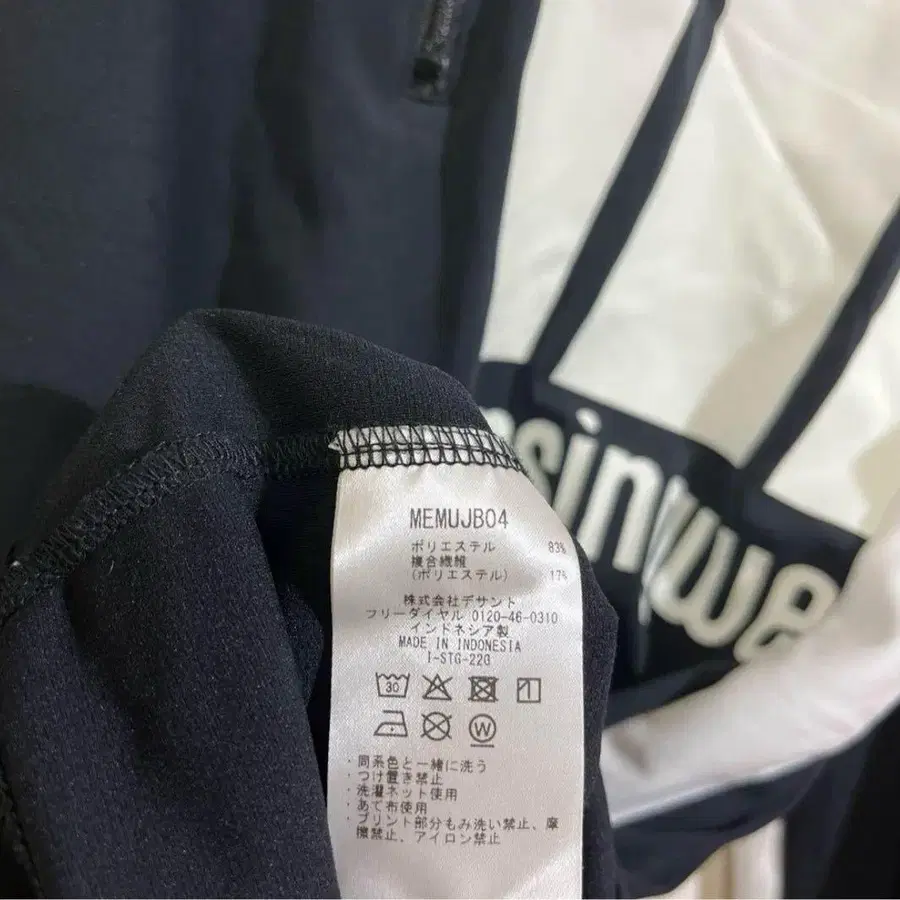 sinwe
MEMUJB04
ポリエステル 83%
複合繊維
(ポリエステル) 17%
株式会社デサント
フリーダイヤル 0120-46-0310
インドネシア製
MADE IN INDONESIA
I-STG-22G
30
W
・同系色と一緒に洗う
・つけ置き禁止
・洗濯ネット使用
・あて布使用
・プリント部分もみ洗い禁止、摩
擦禁止、アイロン禁止